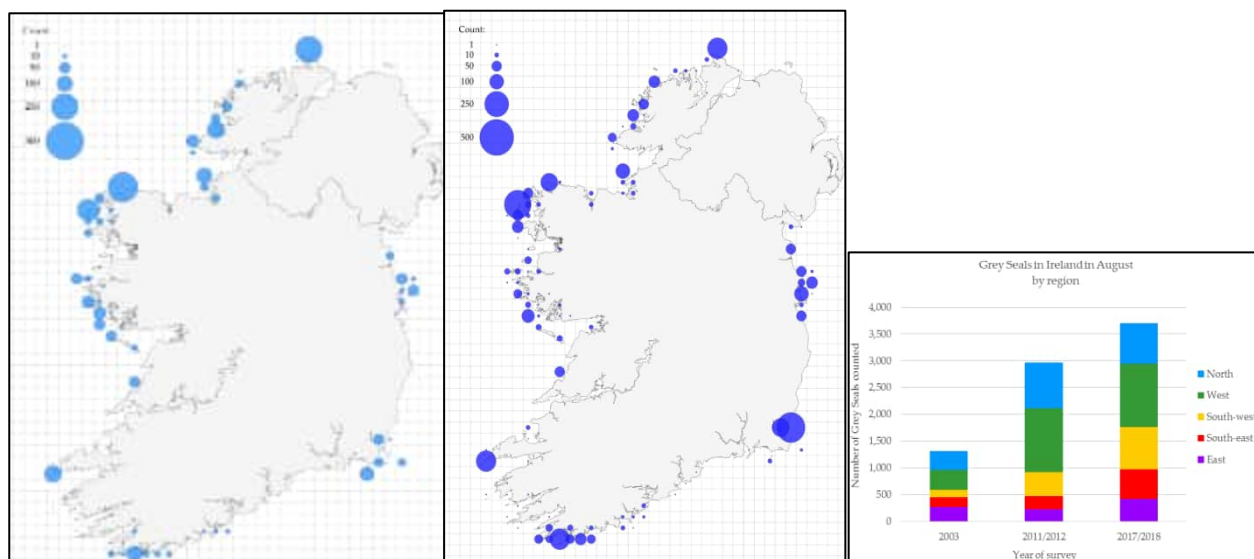 Count:
1
10
50
100
250
500
Count:
1
10
50
100
250
500
Grey Seals in Ireland in August
by region
Number of Grey Seals counted
4,000
3,500
3,000
2,500
2,000
1,500
1,000
500
0
2003
2011/2012
2017/2018
Year of survey
North
West
South-west
South-east
East